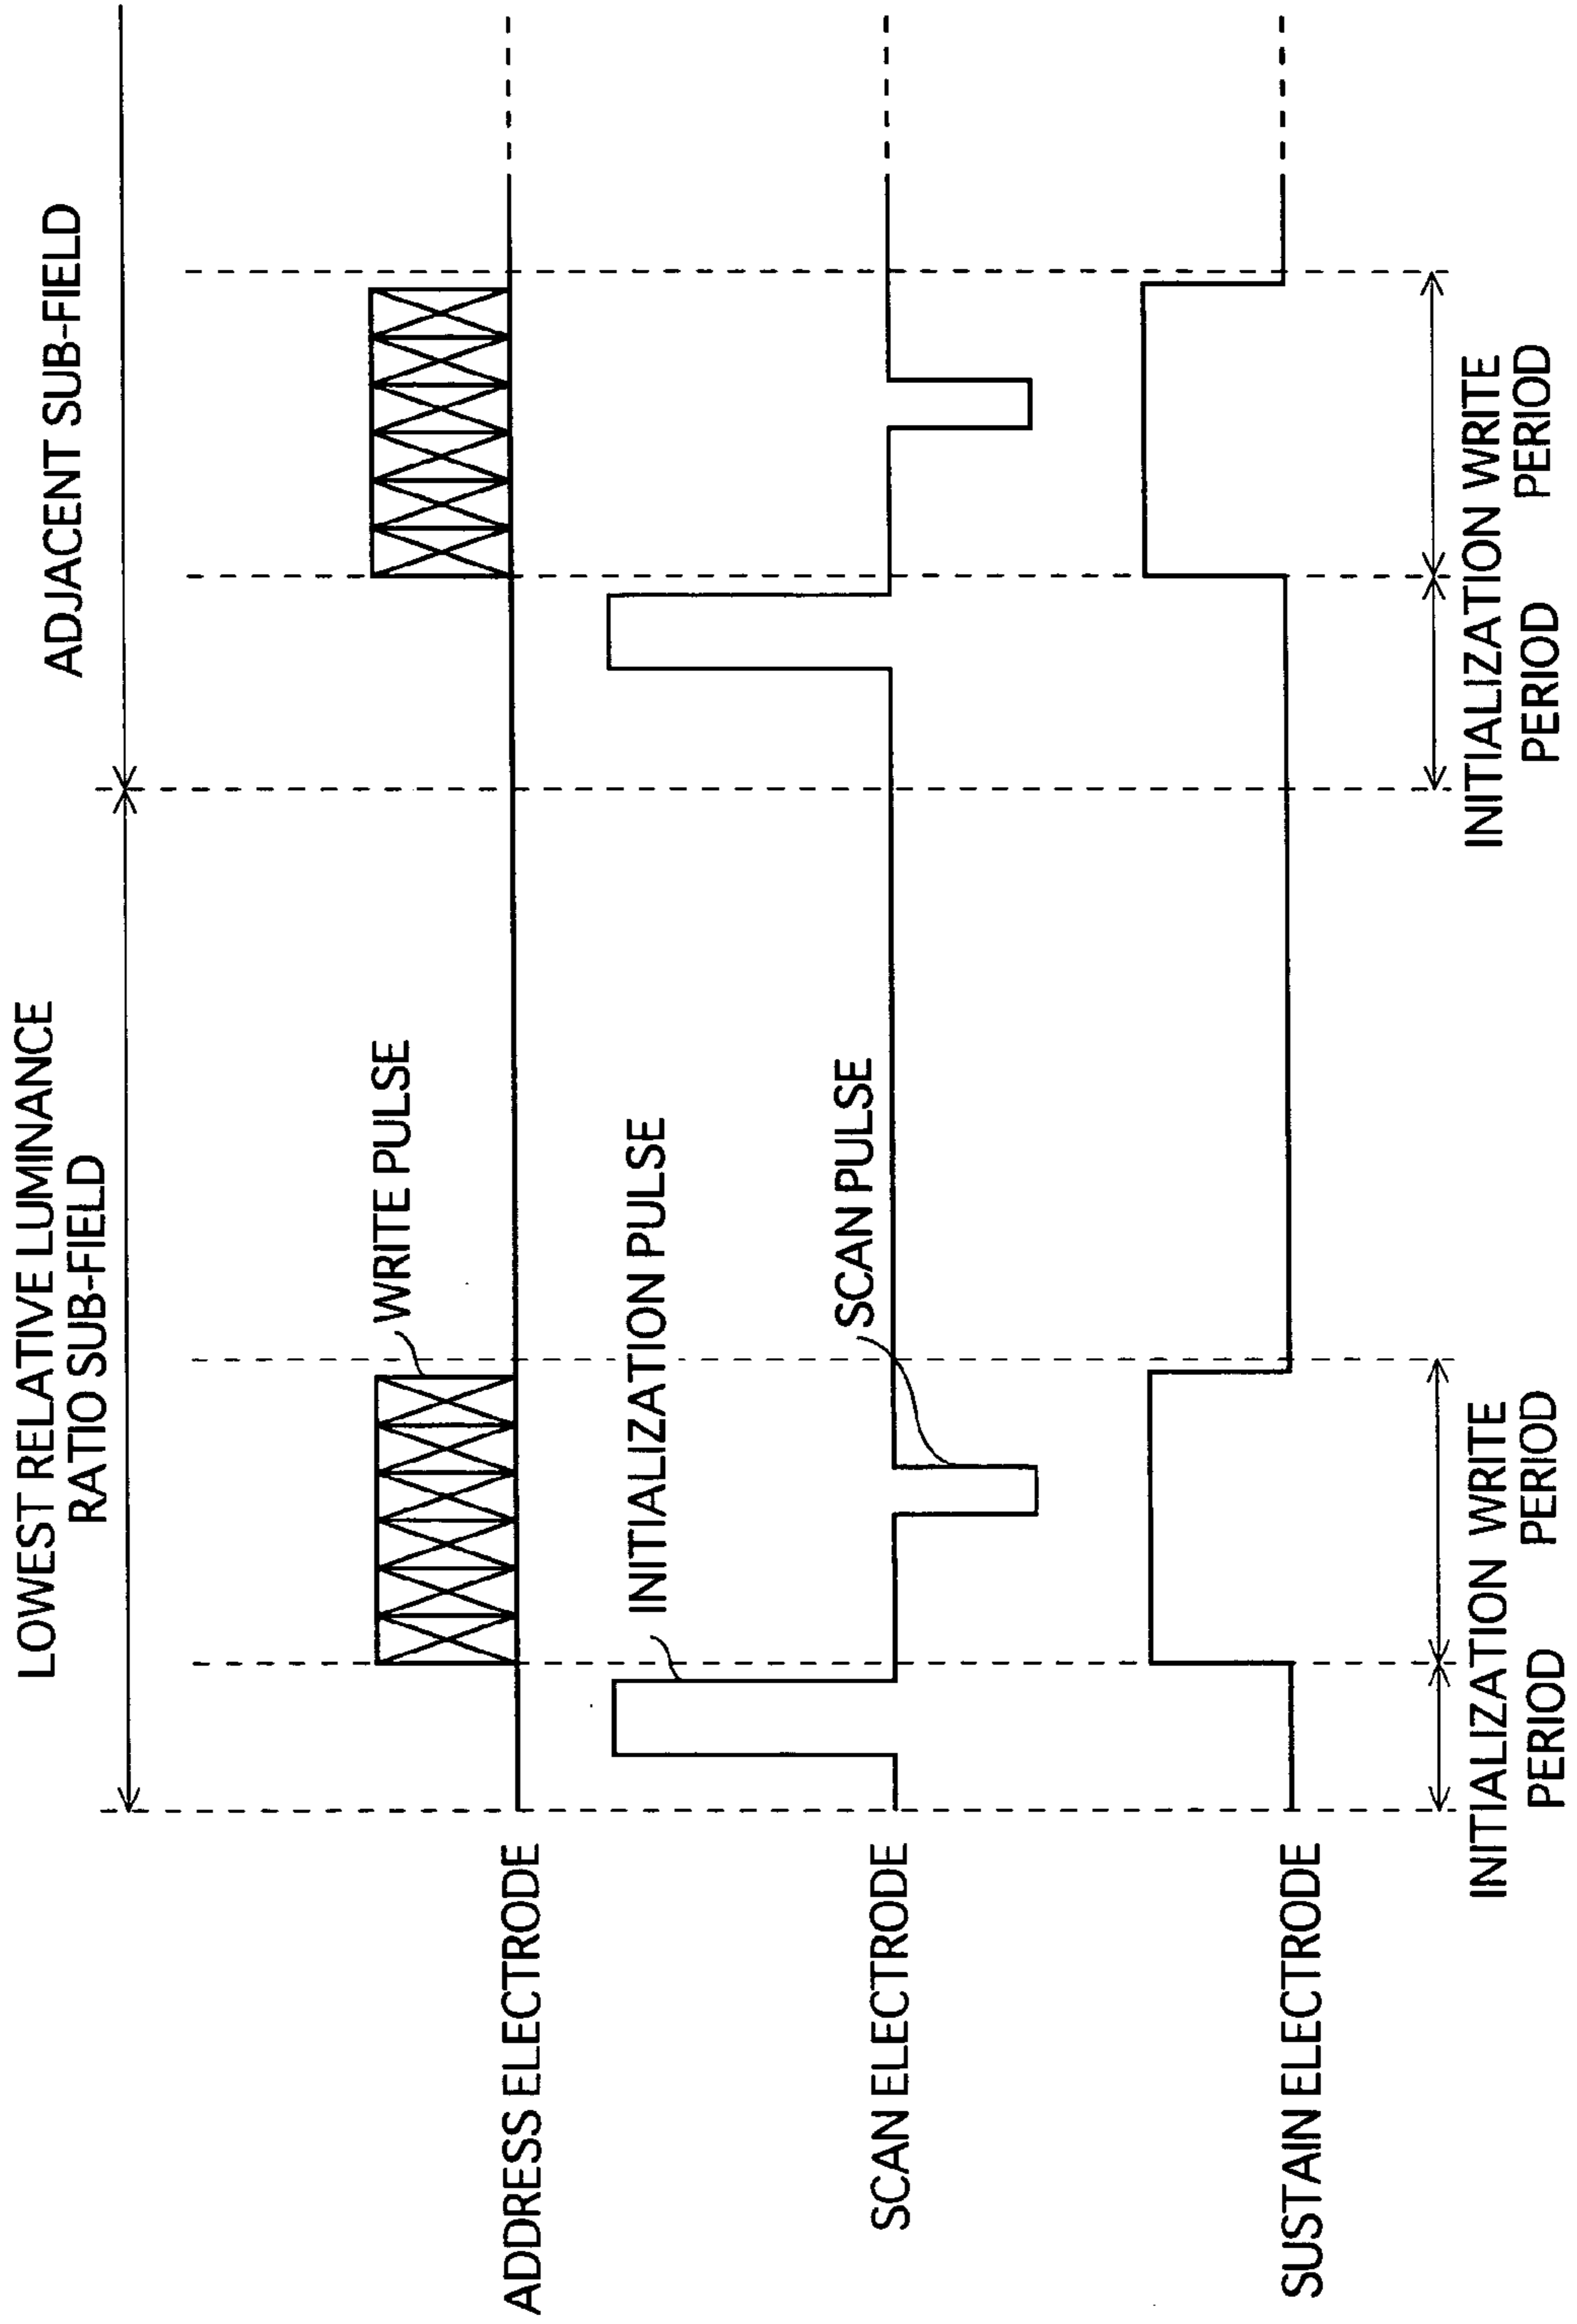 LOWEST RELATIVE LUMINANCE
RATIO SUB-FIELD
ADJACENT SUB-FIELD
WRITE PULSE
ADDRESS ELECTRODE
INITIALIZATION PULSE
SCAN PULSE
SCAN ELECTRODE
SUSTAIN ELECTRODE
INITIALIZATION WRITE
PERIOD PERIOD
INITIALIZATION WRITE
PERIOD PERIOD